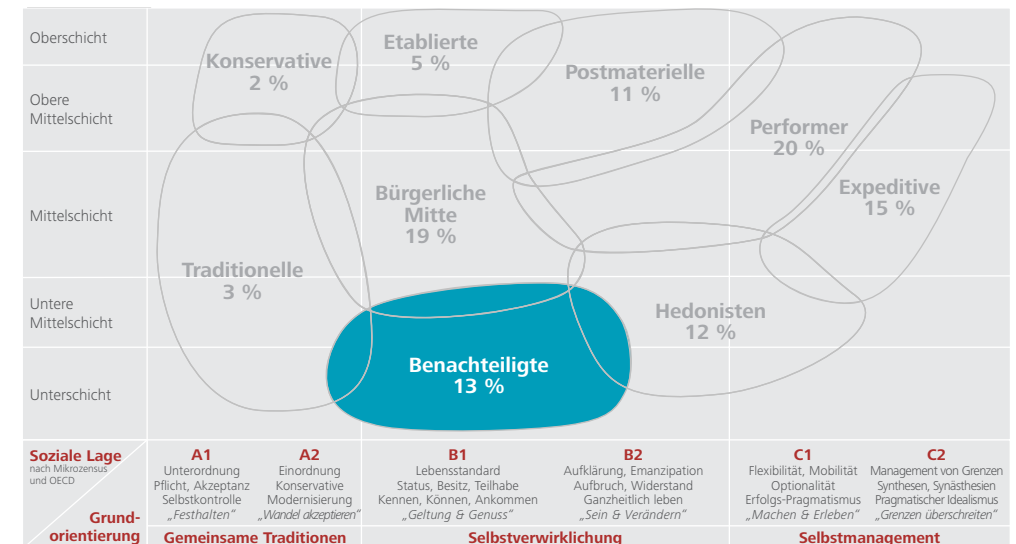 Oberschicht
Obere
Mittelschicht
Mittelschicht
Untere
Mittelschicht
Unterschicht
Konservative
2 %
Etablierte
5 %
Postmaterielle
11 %
Performer
20 %
Expeditive
15 %
Bürgerliche
Mitte
19 %
Traditionelle
3 %
Hedonisten
12 %
Benachteiligte
13 %
Soziale Lage
nach Mikrozensus
und OECD
Grund-
orientierung
A1
Unterordnung
Pflicht, Akzeptanz
Selbstkontrolle
„Festhalten“
A2
Einordnung
Konservative
Modernisierung
„Wandel akzeptieren“
Gemeinsame Traditionen
B1
Lebensstandard
Status, Besitz, Teilhabe
Kennen, Können, Ankommen
„Geltung & Genuss“
B2
Aufklärung, Emanzipation
Aufbruch, Widerstand
Ganzheitlich leben
„Sein & Verändern“
Selbstverwirklichung
C1
Flexibilität, Mobilität
Optionalität
Erfolgs-Pragmatismus
„Machen & Erleben“
C2
Management von Grenzen
Synthesen, Synästhesien
Pragmatischer Idealismus
„Grenzen überschreiten“
Selbstmanagement